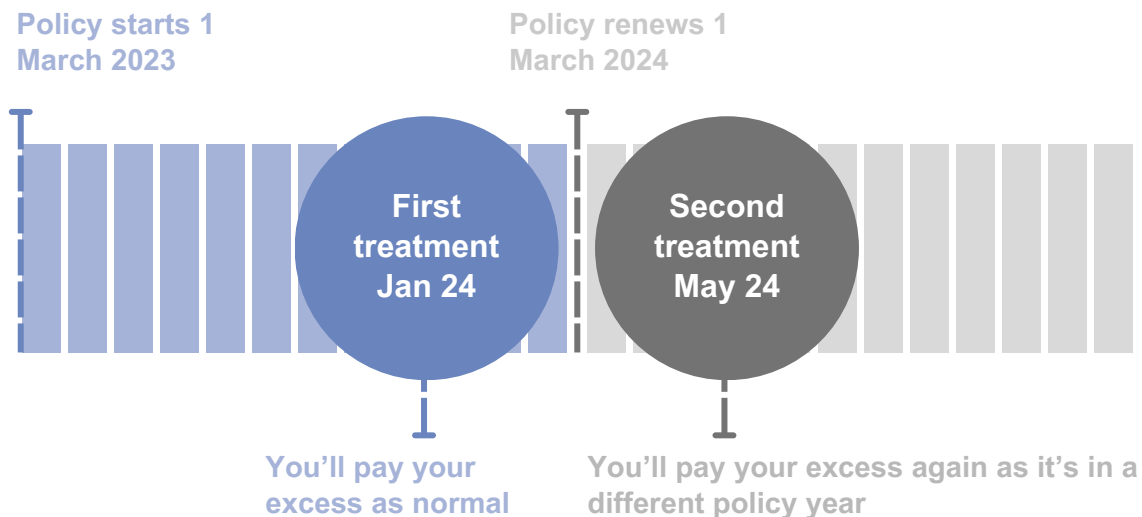 Policy starts 1
March 2023
Policy renews 1
March 2024
First
treatment
Jan 24
Second
treatment
May 24
You’ll pay your
excess as normal
You’ll pay your excess again as it’s in a
different policy year